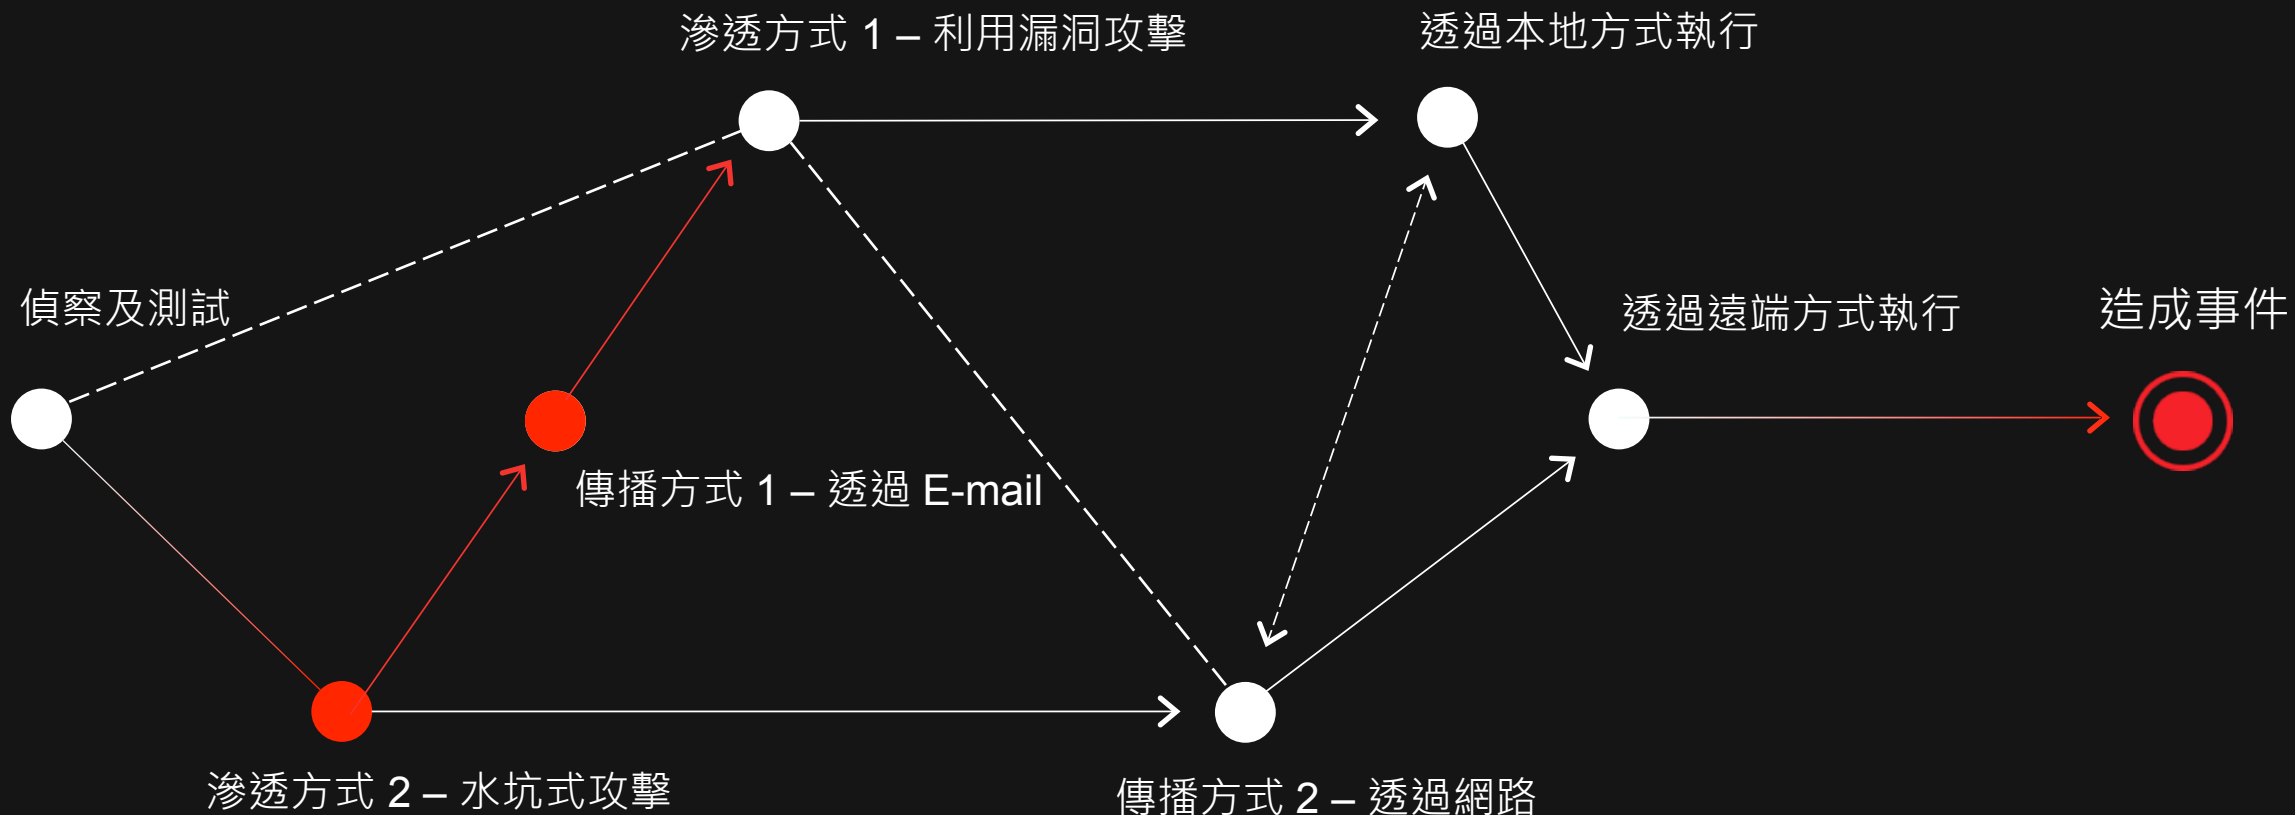 滲透方式 1 – 利用漏洞攻擊
透過本地方式執行
偵察及測試
透過遠端方式執行
造成事件
傳播方式 1 – 透過 E-mail
滲透方式 2 – 水坑式攻擊
傳播方式 2 – 透過網路